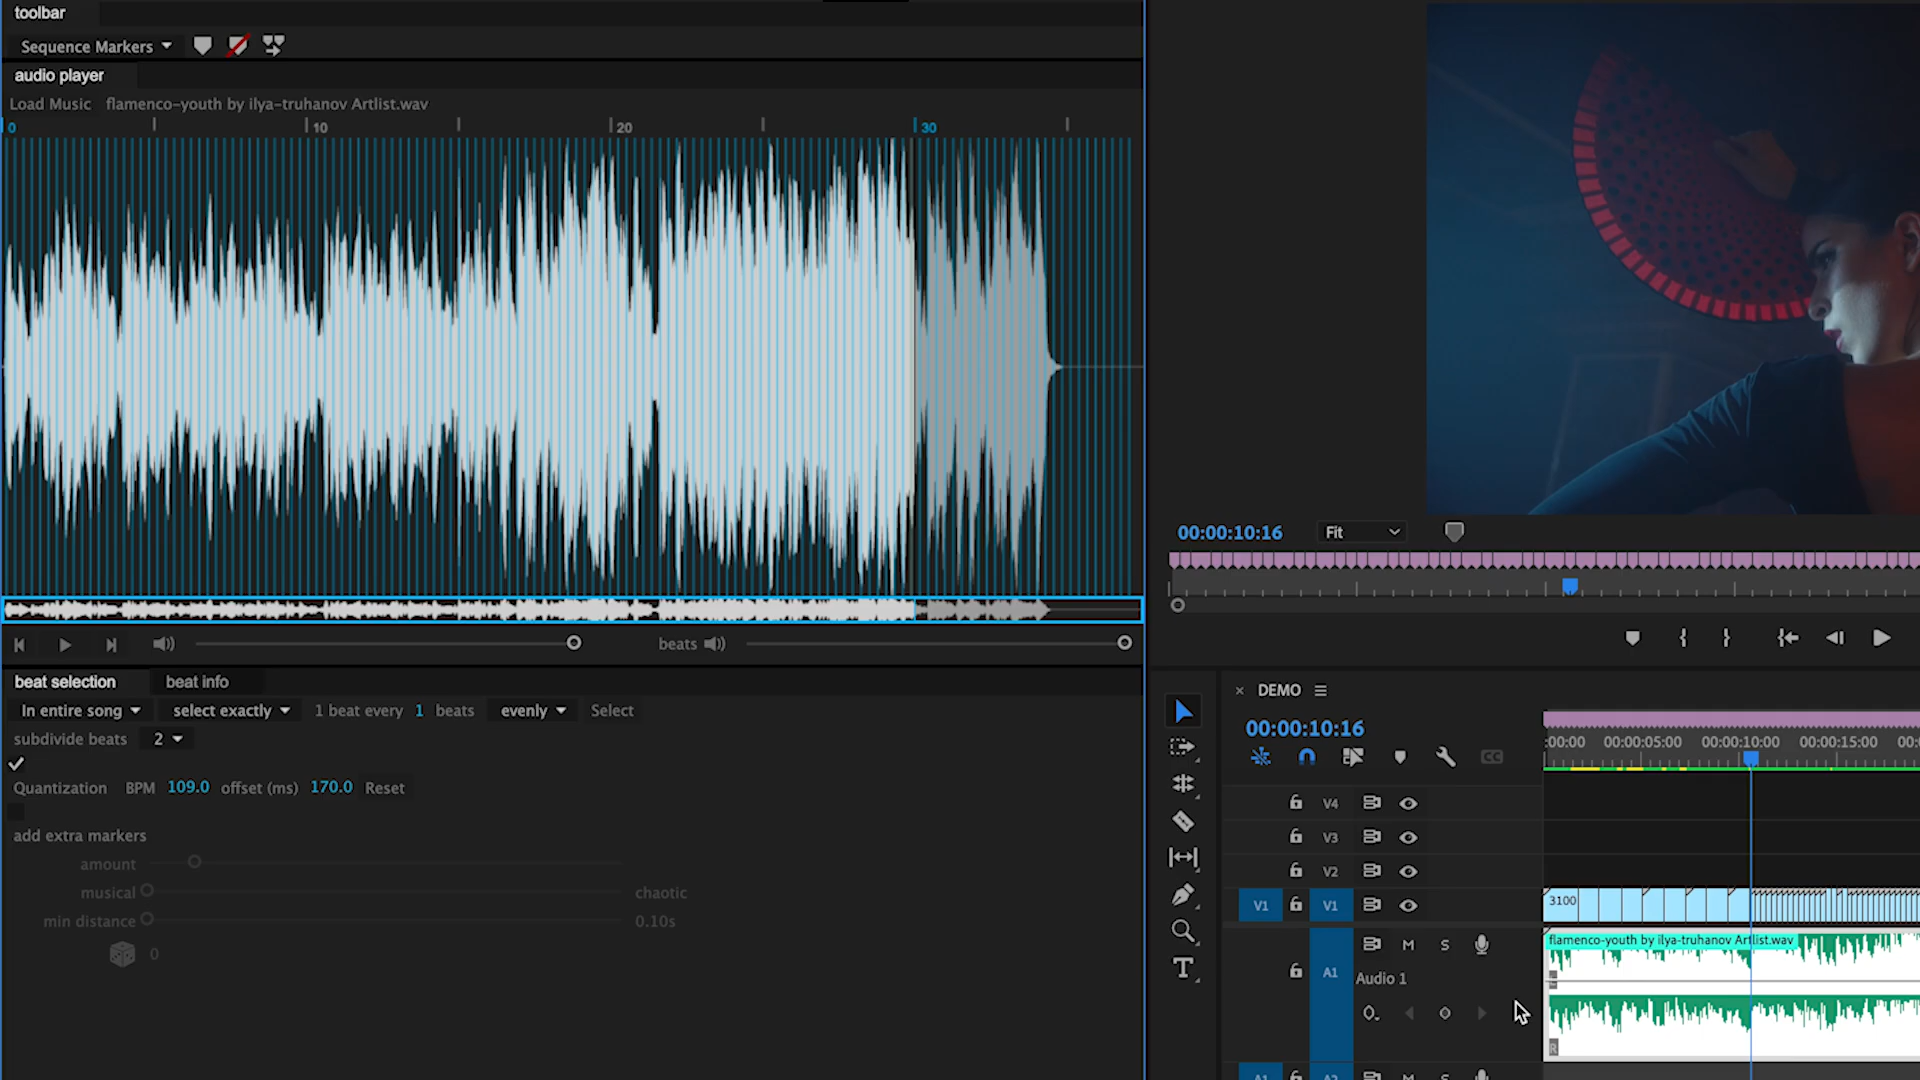 toolbar
Sequence Markers
audio player
Load Music flamenco-youth by ilya-truhanov Artlist.wav
0 10 20 30
beats
beat selection beat info
In entire song select exactly 1 beat every 1 beats evenly Select
subdivide beats 2
Quantization BPM 109.0 offset (ms) 170.0 Reset
add extra markers
amount
musical chaotic
min distance 0.10s
0
00:00:10:16 Fit
× DEMO
00:00:10:16
:00:00 00:00:05:00 00:00:10:00 00:00:15:00 00:0
V4
V3
V2
V1 V1
3100
flamenco-youth by ilya-truhanov Artlist.wav
M S
A1
Audio 1
R
A1 A2 M S